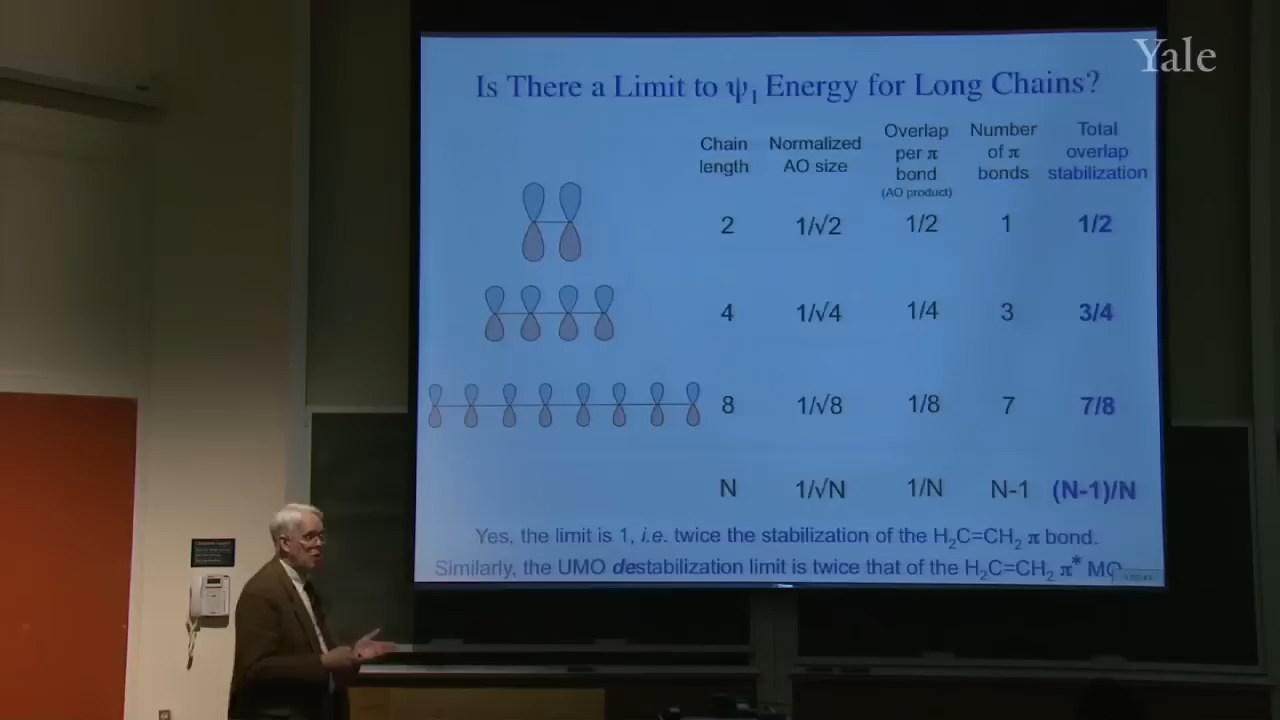 Yale
Is There a Limit to ψ1 Energy for Long Chains?
Chain length
Normalized AO size
Overlap per π bond (AO product)
Number of π bonds
Total overlap stabilization
2 1/√2 1/2 1 1/2
4 1/√4 1/4 3 3/4
8 1/√8 1/8 7 7/8
N 1/√N 1/N N-1 (N-1)/N
Yes, the limit is 1, i.e. twice the stabilization of the H2C=CH2 π bond.
Similarly, the UMO destabilization limit is twice that of the H2C=CH2 π* MO